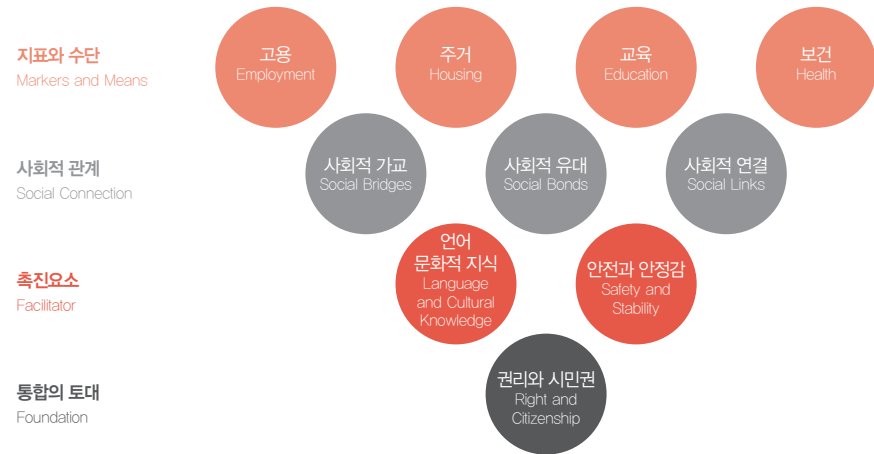 지표와 수단
Markers and Means
고용
Employment
주거
Housing
교육
Education
보건
Health
사회적 관계
Social Connection
사회적 가교
Social Bridges
사회적 유대
Social Bonds
사회적 연결
Social Links
촉진요소
Facilitator
언어
문화적 지식
Language
and Cultural
Knowledge
안전과 안정감
Safety and
Stability
통합의 토대
Foundation
권리와 시민권
Right and
Citizenship